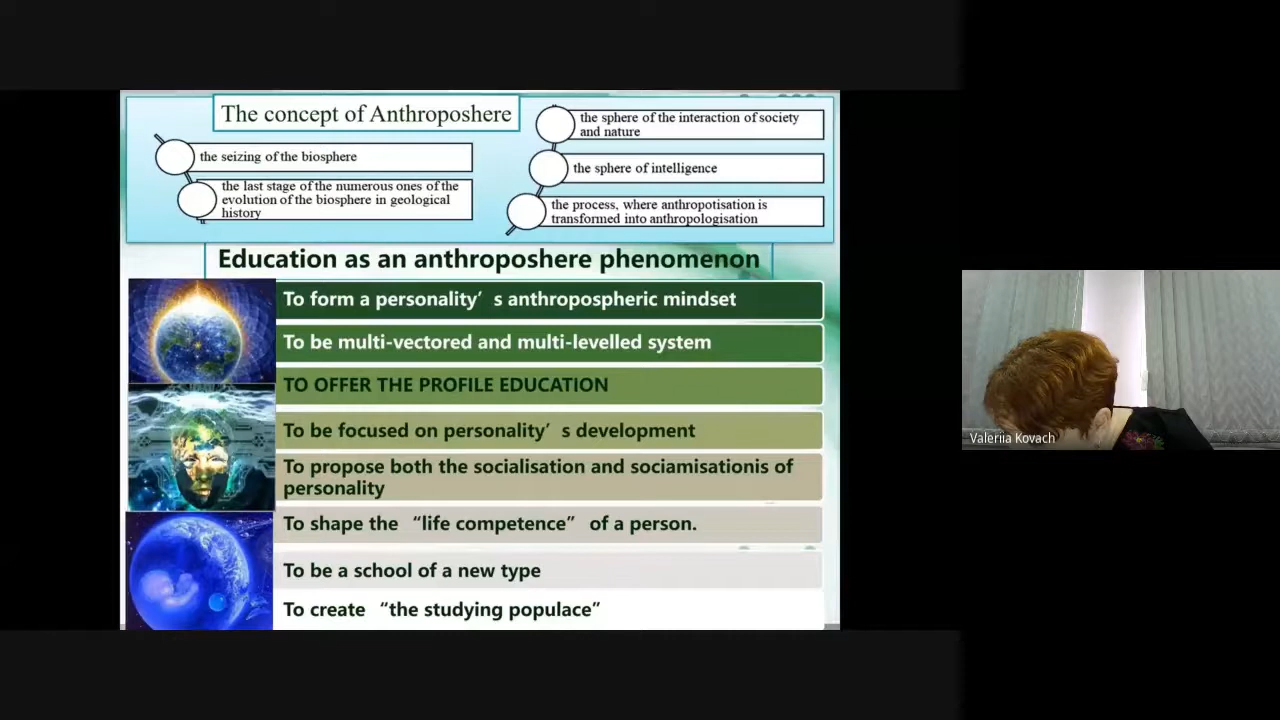 The concept of Anthroposhere
the seizing of the biosphere
the last stage of the numerous ones of the
evolution of the biosphere in geological
history
the sphere of the interaction of society
and nature
the sphere of intelligence
the process, where anthropotisation is
transformed into anthropologisation
Education as an anthroposhere phenomenon
To form a personality’ s anthropospheric mindset
To be multi-vectored and multi-levelled system
TO OFFER THE PROFILE EDUCATION
To be focused on personality’ s development
To propose both the socialisation and sociamisationis of
personality
To shape the “life competence” of a person.
To be a school of a new type
To create “the studying populace”
Valeriia Kovach